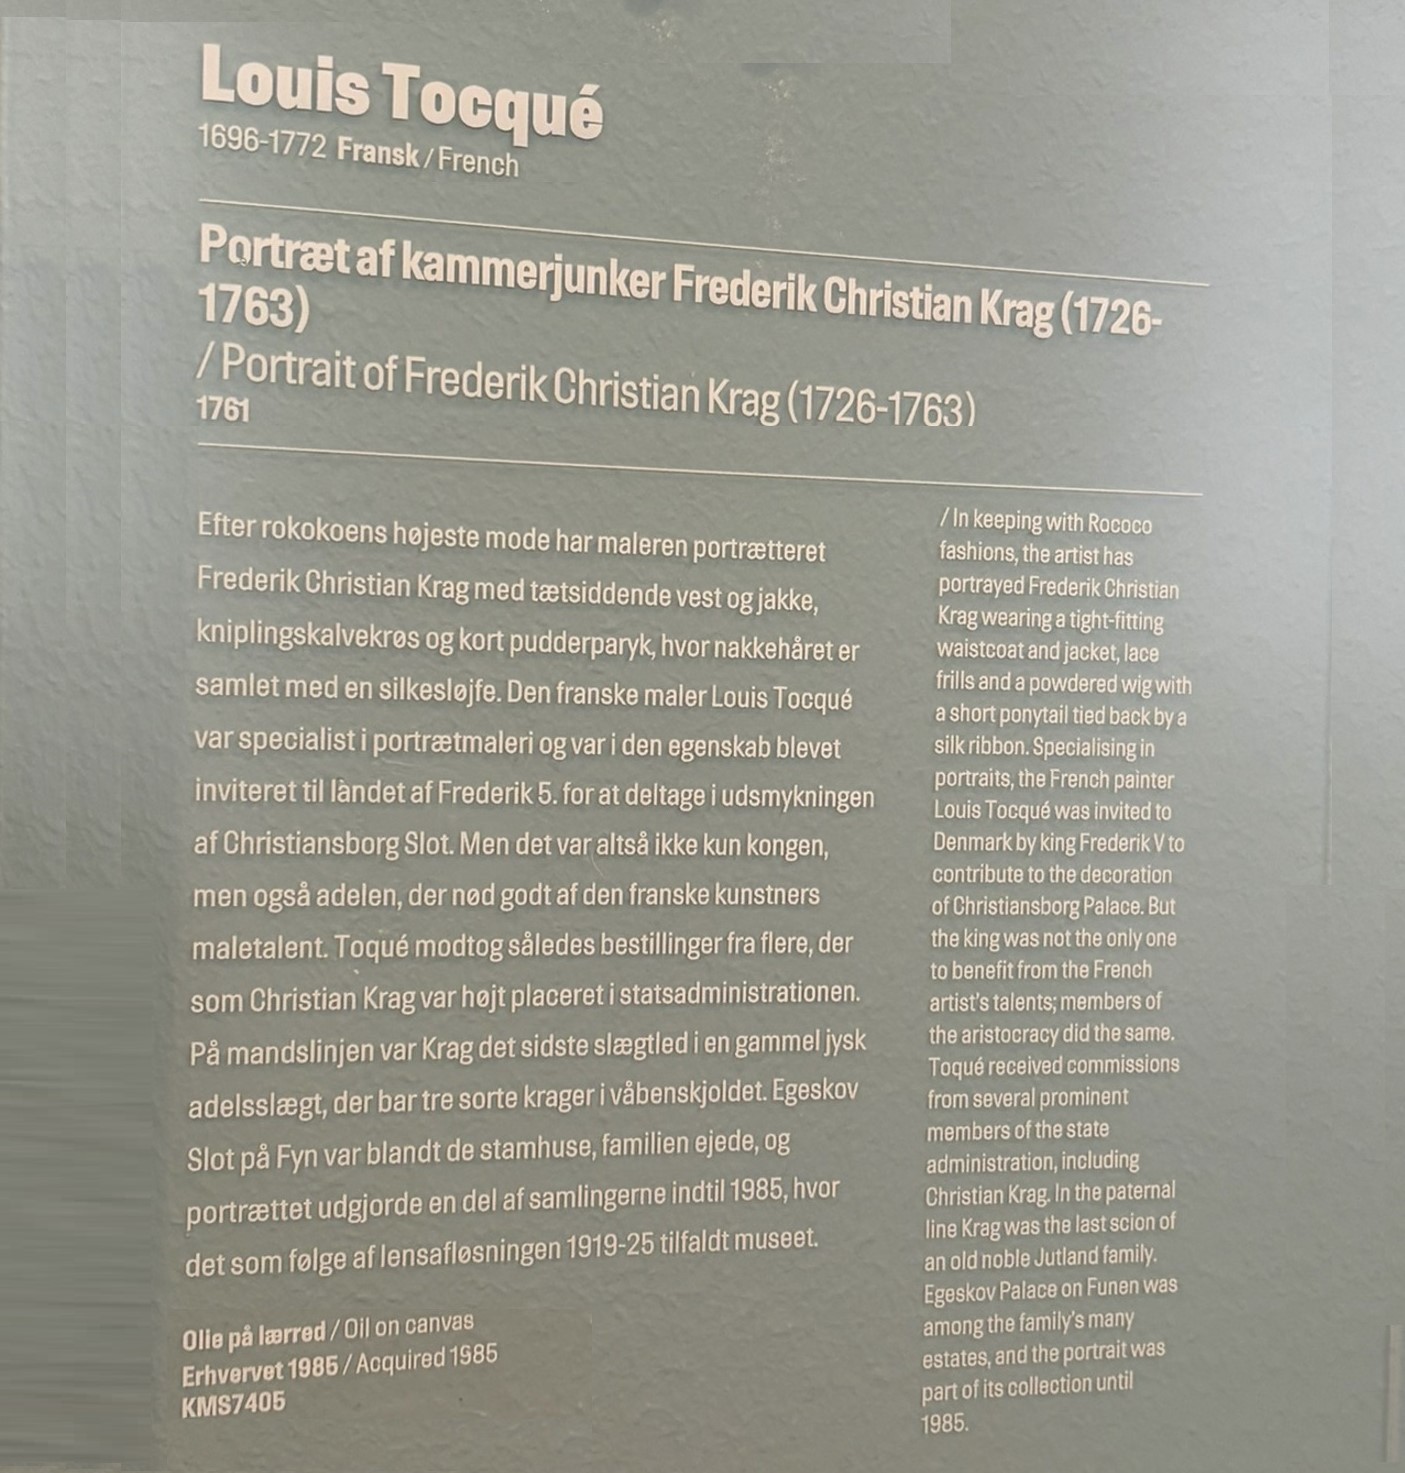 Louis Tocqué
1696-1772 Fransk / French
Portræt af kammerjunker Frederik Christian Krag (1726-
1763)
/ Portrait of Frederik Christian Krag (1726-1763)
1761
Efter rokokoens højeste mode har maleren portrætteret
Frederik Christian Krag med tætsiddende vest og jakke,
kniplingskalvekrøs og kort pudderparyk, hvor nakkehåret er
samlet med en silkesløjfe. Den franske maler Louis Tocqué
var specialist i portrætmaleri og var i den egenskab blevet
inviteret til landet af Frederik 5. for at deltage i udsmykningen
af Christiansborg Slot. Men det var altså ikke kun kongen,
men også adelen, der nød godt af den franske kunstners
maletalent. Toqué modtog således bestillinger fra flere, der
som Christian Krag var højt placeret i statsadministrationen.
På mandslinjen var Krag det sidste slægtled i en gammel jysk
adelsslægt, der bar tre sorte krager i våbenskjoldet. Egeskov
Slot på Fyn var blandt de stamhuse, familien ejede, og
portrættet udgjorde en del af samlingerne indtil 1985, hvor
det som følge af lensafløsningen 1919-25 tilfaldt museet.
Olie på lærred / Oil on canvas
Erhvervet 1985 / Acquired 1985
KMS7405
/ In keeping with Rococo
fashions, the artist has
portrayed Frederik Christian
Krag wearing a tight-fitting
waistcoat and jacket, lace
frills and a powdered wig with
a short ponytail tied back by a
silk ribbon. Specialising in
portraits, the French painter
Louis Tocqué was invited to
Denmark by king Frederik V to
contribute to the decoration
of Christiansborg Palace. But
the king was not the only one
to benefit from the French
artist's talents; members of
the aristocracy did the same.
Toqué received commissions
from several prominent
members of the state
administration, including
Christian Krag. In the paternal
line Krag was the last scion of
an old noble Jutland family.
Egeskov Palace on Funen was
among the family's many
estates, and the portrait was
part of its collection until
1985.